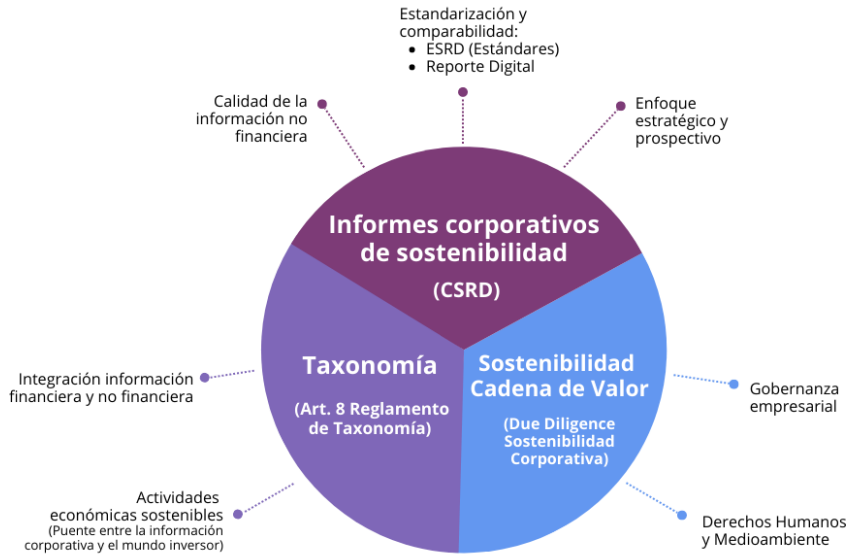 Estandarización y
comparabilidad:
• ESRD (Estándares)
• Reporte Digital
Calidad de la
información no
financiera
Enfoque
estratégico y
prospectivo
Informes corporativos
de sostenibilidad
(CSRD)
Taxonomía
(Art. 8 Reglamento
de Taxonomía)
Sostenibilidad
Cadena de Valor
(Due Diligence
Sostenibilidad
Corporativa)
Integración información
financiera y no financiera
Gobernanza
empresarial
Actividades
económicas sostenibles
(Puente entre la información
corporativa y el mundo inversor)
Derechos Humanos
y Medioambiente